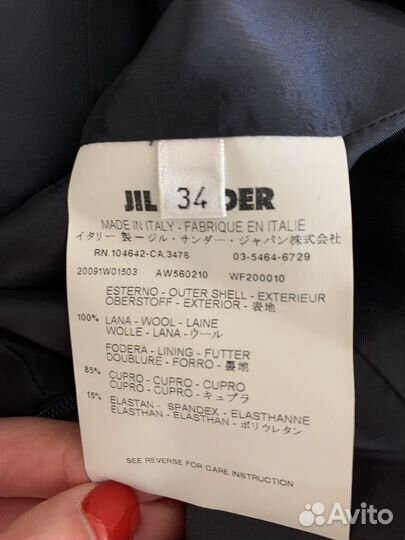 34
JIL DER
MADE IN ITALY - FABRIQUE EN ITALIE
イタリー 製 ージル・サンダー・ジャパン株式会社
RN.104642-CA.3476 03-5464-6729
20091W01503 AW560210 WF200010
ESTERNO - OUTER SHELL - EXTERIEUR
OBERSTOFF - EXTERIOR - 表地
100% LANA - WOOL - LAINE
WOLLE - LANA - ウール
FODERA - LINING - FUTTER
DOUBLURE - FORRO - 裏地
85% CUPRO - CUPRO - CUPRO
CUPRO - CUPRO - キュプラ
15% ELASTAN - SPANDEX - ELASTHANNE
ELASTHAN - ELASTHAN - ポリウレタン
SEE REVERSE FOR CARE INSTRUCTION
Avito